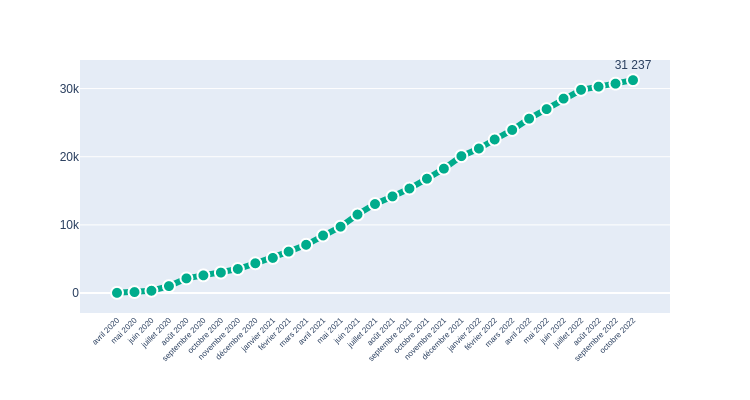 31 237
30k
20k
10k
0
avril 2020
mai 2020
juin 2020
juillet 2020
août 2020
septembre 2020
octobre 2020
novembre 2020
décembre 2020
janvier 2021
février 2021
mars 2021
avril 2021
mai 2021
juin 2021
juillet 2021
août 2021
septembre 2021
octobre 2021
novembre 2021
décembre 2021
janvier 2022
février 2022
mars 2022
avril 2022
mai 2022
juin 2022
juillet 2022
août 2022
septembre 2022
octobre 2022